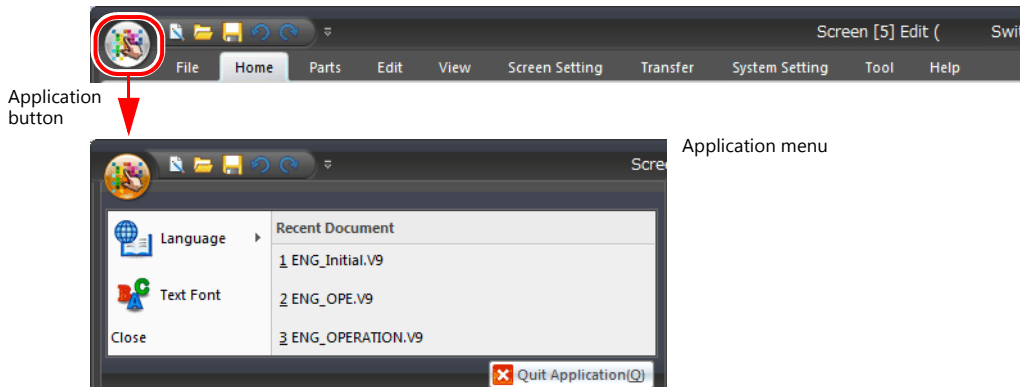 Screen [5] Edit ( Swit
File Home Parts Edit View Screen Setting Transfer System Setting Tool Help
Application
button
Application menu
Scree
Language
Recent Document
1 ENG_Initial.V9
Text Font
2 ENG_OPE.V9
Close
3 ENG_OPERATION.V9
Quit Application(Q)